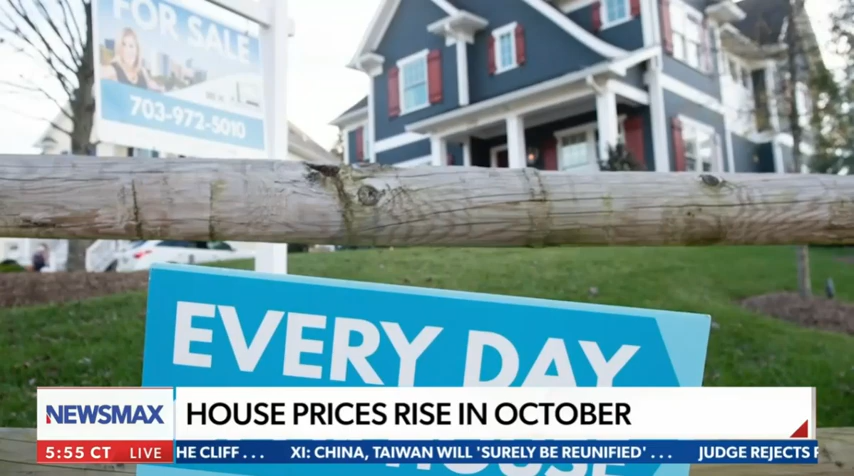 FOR SALE
703-972-5010
EVERY DAY
HOUSE
NEWSMAX
HOUSE PRICES RISE IN OCTOBER
5:55 CT LIVE
HE CLIFF . . . XI: CHINA, TAIWAN WILL 'SURELY BE REUNIFIED' . . . JUDGE REJECTS